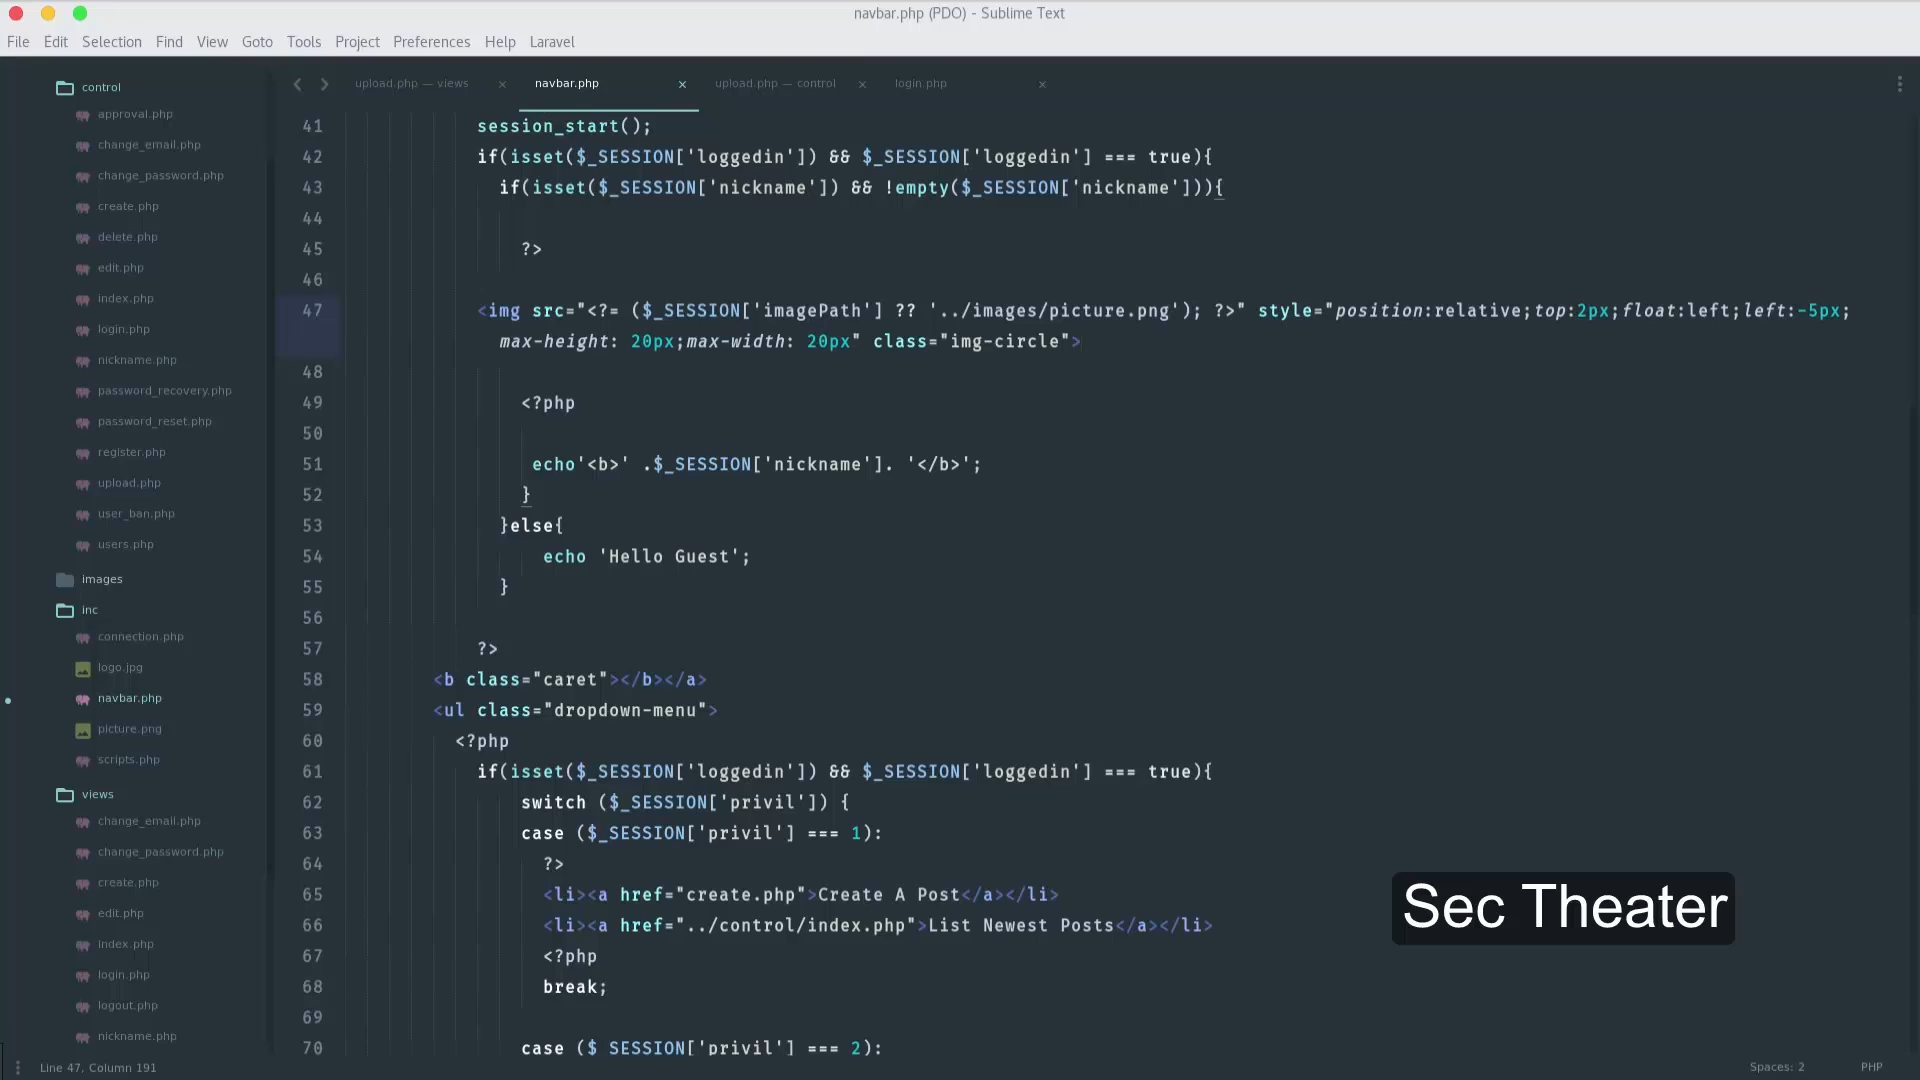 navbar.php (PDO) - Sublime Text
File Edit Selection Find View Goto Tools Project Preferences Help Laravel
control
approval.php
change_email.php
change_password.php
create.php
delete.php
edit.php
index.php
login.php
nickname.php
password_recovery.php
password_reset.php
register.php
upload.php
user_ban.php
users.php
images
inc
connection.php
logo.jpg
navbar.php
picture.png
scripts.php
views
change_email.php
change_password.php
create.php
edit.php
index.php
login.php
logout.php
nickname.php
upload.php — views × navbar.php × upload.php — control × login.php ×
41 session_start();
42 if(isset($_SESSION['loggedin']) && $_SESSION['loggedin'] === true){
43 if(isset($_SESSION['nickname']) && !empty($_SESSION['nickname'])){
44
45 ?>
46
47 <img src="<?= ($_SESSION['imagePath'] ?? '../images/picture.png'); ?>" style="position:relative;top:2px;float:left;left:-5px;
max-height: 20px;max-width: 20px" class="img-circle">
48
49 <?php
50
51 echo'<b>' .$_SESSION['nickname']. '</b>';
52 }
53 }else{
54 echo 'Hello Guest';
55 }
56
57 ?>
58 <b class="caret"></b></a>
59 <ul class="dropdown-menu">
60 <?php
61 if(isset($_SESSION['loggedin']) && $_SESSION['loggedin'] === true){
62 switch ($_SESSION['privil']) {
63 case ($_SESSION['privil'] === 1):
64 ?>
65 <li><a href="create.php">Create A Post</a></li>
66 <li><a href="../control/index.php">List Newest Posts</a></li>
67 <?php
68 break;
69
70 case ($_SESSION['privil'] === 2):
Sec Theater
Line 47, Column 191
Spaces: 2 PHP